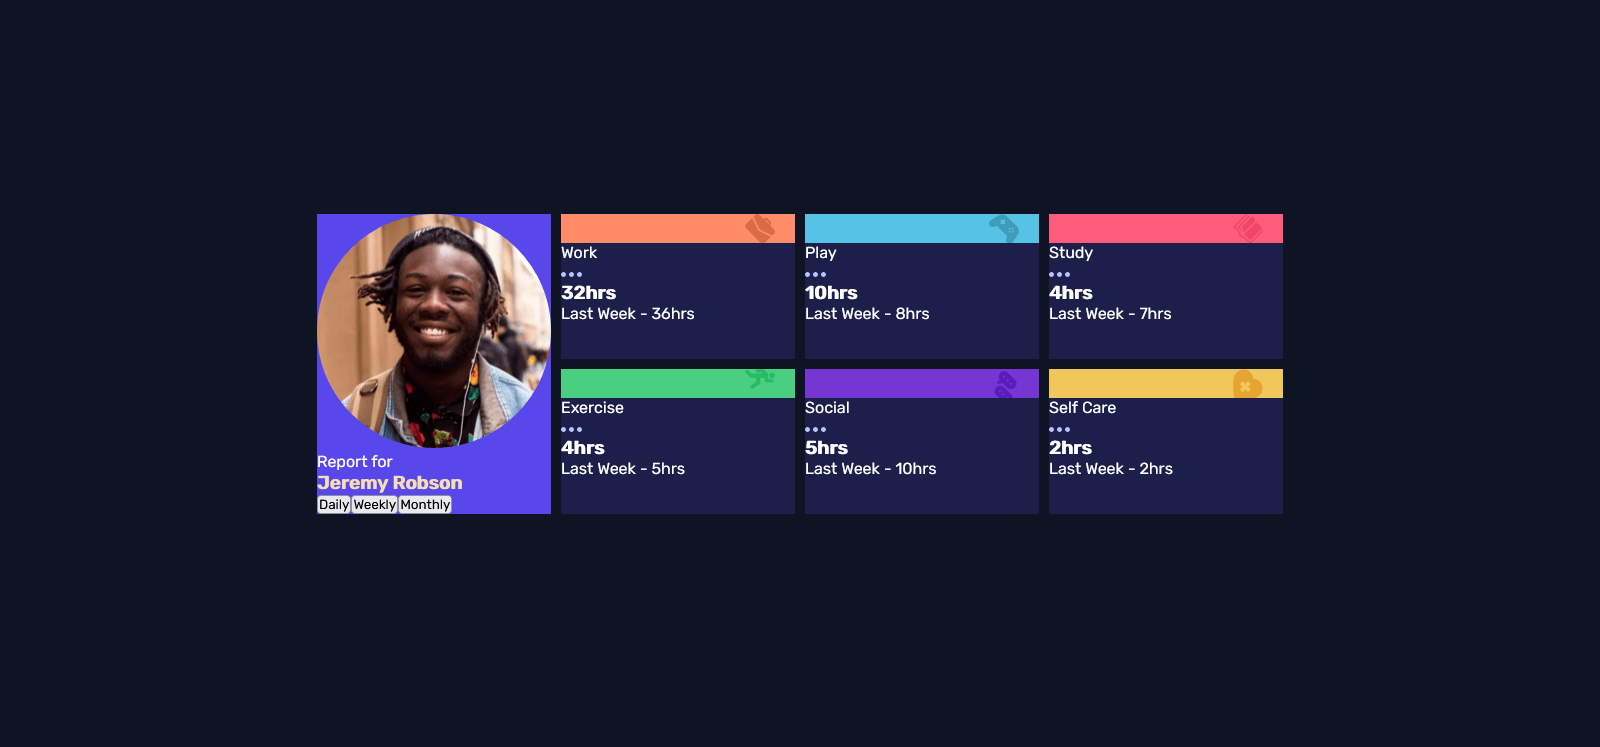 Report for
Jeremy Robson
Daily Weekly Monthly
Work
32hrs
Last Week - 36hrs
Play
10hrs
Last Week - 8hrs
Study
4hrs
Last Week - 7hrs
Exercise
4hrs
Last Week - 5hrs
Social
5hrs
Last Week - 10hrs
Self Care
2hrs
Last Week - 2hrs